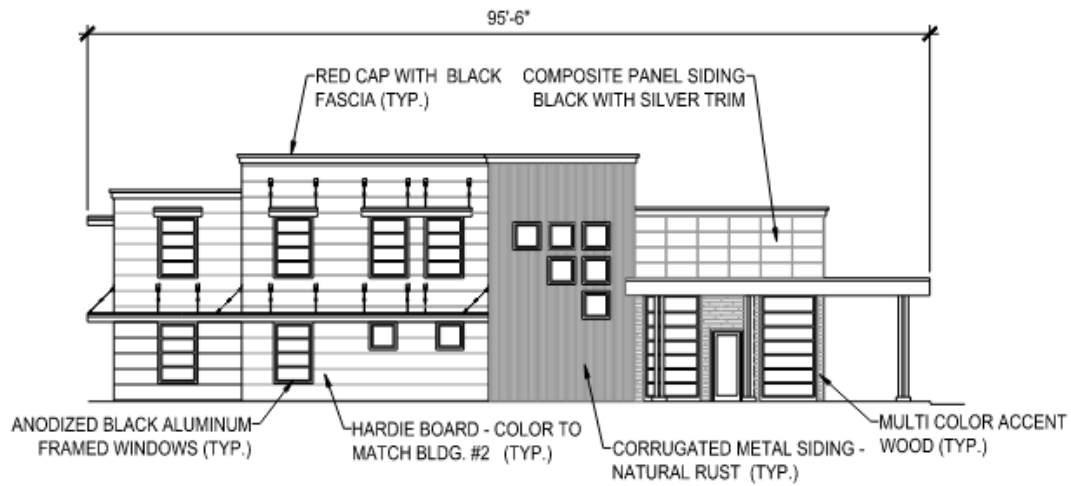 95'-6"
RED CAP WITH BLACK
FASCIA (TYP.)
COMPOSITE PANEL SIDING
BLACK WITH SILVER TRIM
ANODIZED BLACK ALUMINUM
FRAMED WINDOWS (TYP.)
HARDIE BOARD - COLOR TO
MATCH BLDG. #2 (TYP.)
CORRUGATED METAL SIDING -
NATURAL RUST (TYP.)
MULTI COLOR ACCENT
WOOD (TYP.)